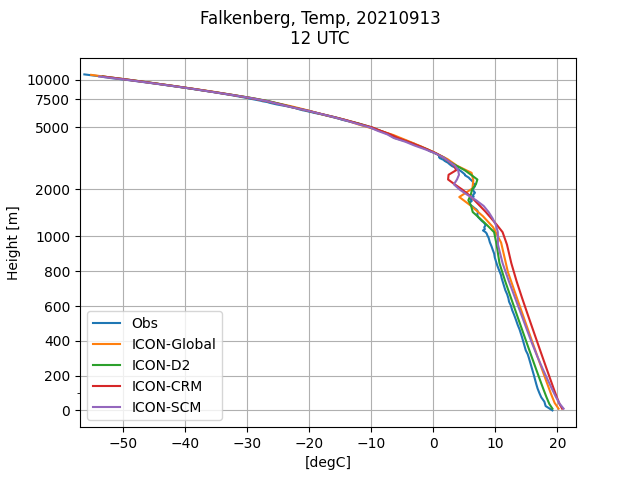 Falkenberg, Temp, 20210913
12 UTC
10000
7500
5000
2000
1000
800
600
400
200
0
Height [m]
Obs
ICON-Global
ICON-D2
ICON-CRM
ICON-SCM
−50 −40 −30 −20 −10 0 10 20
[degC]